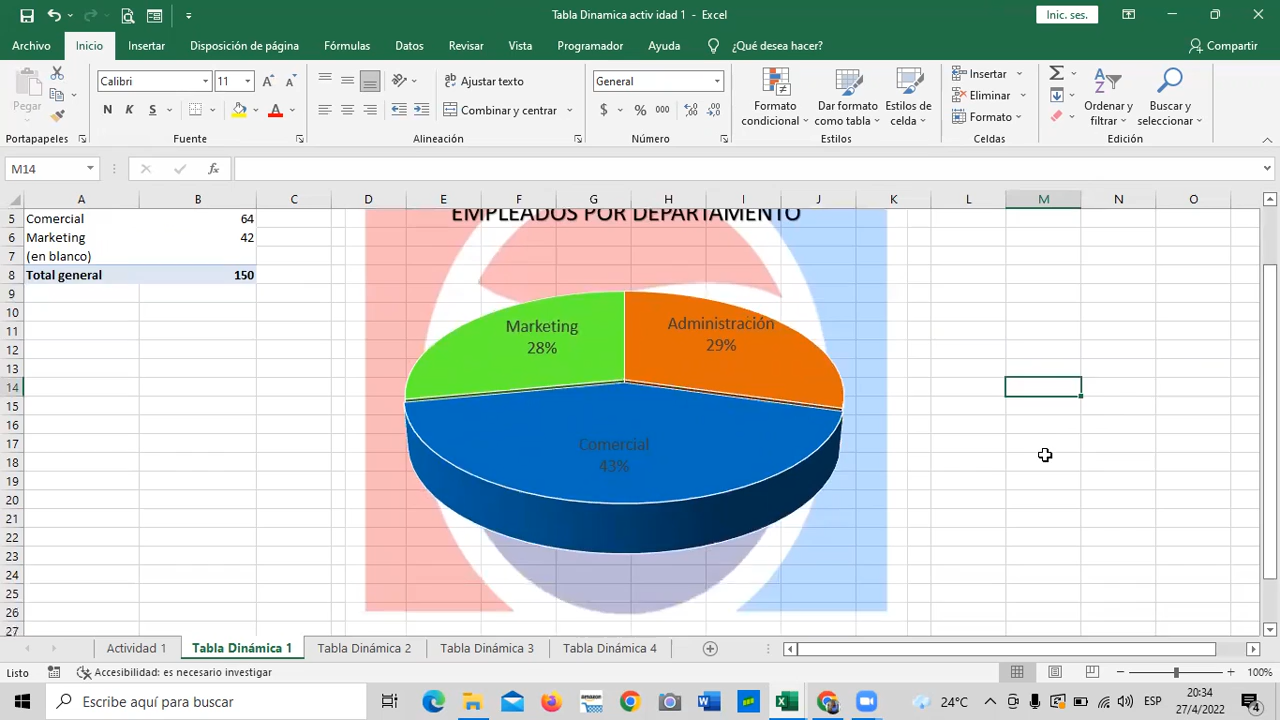 Tabla Dinamica activ idad 1 - Excel
Inic. ses.
Archivo Inicio Insertar Disposición de página Fórmulas Datos Revisar Vista Programador Ayuda ¿Qué desea hacer? Compartir
Pegar
Calibri 11
N K S
Ajustar texto
Combinar y centrar
General
$ % 000
Formato condicional
Dar formato como tabla
Estilos de celda
Insertar
Eliminar
Formato
Ordenar y filtrar
Buscar y seleccionar
Portapapeles Fuente Alineación Número Estilos Celdas Edición
M14 fx
A B C D E F G H I J K L M N O
EMPLEADOS POR DEPARTAMENTO
5 Comercial 64
6 Marketing 42
7 (en blanco)
8 Total general 150
9
10
11
12
13
14
15
16
17
18
19
20
21
22
23
24
25
26
27
Marketing
28%
Administración
29%
Comercial
43%
Actividad 1 Tabla Dinámica 1 Tabla Dinámica 2 Tabla Dinámica 3 Tabla Dinámica 4
Listo Accesibilidad: es necesario investigar 100%
Escribe aquí para buscar
24°C ESP
20:34
27/4/2022
4